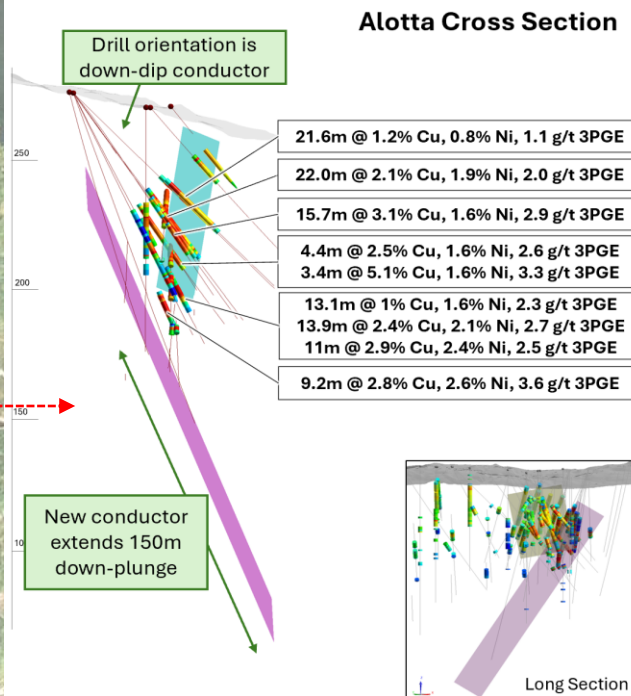 Alotta Cross Section
Drill orientation is
down-dip conductor
250
200
150
10
21.6m @ 1.2% Cu, 0.8% Ni, 1.1 g/t 3PGE
22.0m @ 2.1% Cu, 1.9% Ni, 2.0 g/t 3PGE
15.7m @ 3.1% Cu, 1.6% Ni, 2.9 g/t 3PGE
4.4m @ 2.5% Cu, 1.6% Ni, 2.6 g/t 3PGE
3.4m @ 5.1% Cu, 1.6% Ni, 3.3 g/t 3PGE
13.1m @ 1% Cu, 1.6% Ni, 2.3 g/t 3PGE
13.9m @ 2.4% Cu, 2.1% Ni, 2.7 g/t 3PGE
11m @ 2.9% Cu, 2.4% Ni, 2.5 g/t 3PGE
9.2m @ 2.8% Cu, 2.6% Ni, 3.6 g/t 3PGE
New conductor
extends 150m
down-plunge
Long Section